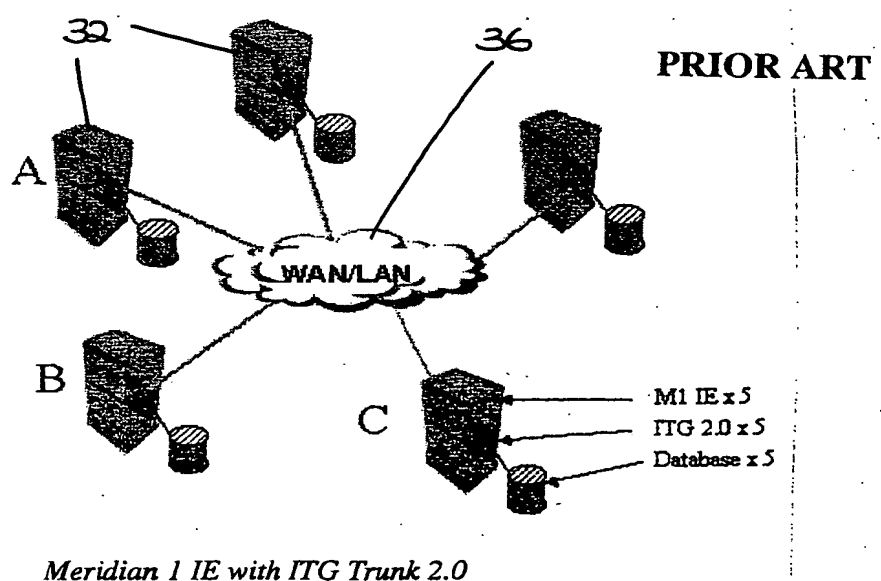 32
36
PRIOR ART
A
WAN/LAN
B
C
M1 IE x 5
ITG 2.0 x 5
Database x 5
Meridian 1 IE with ITG Trunk 2.0